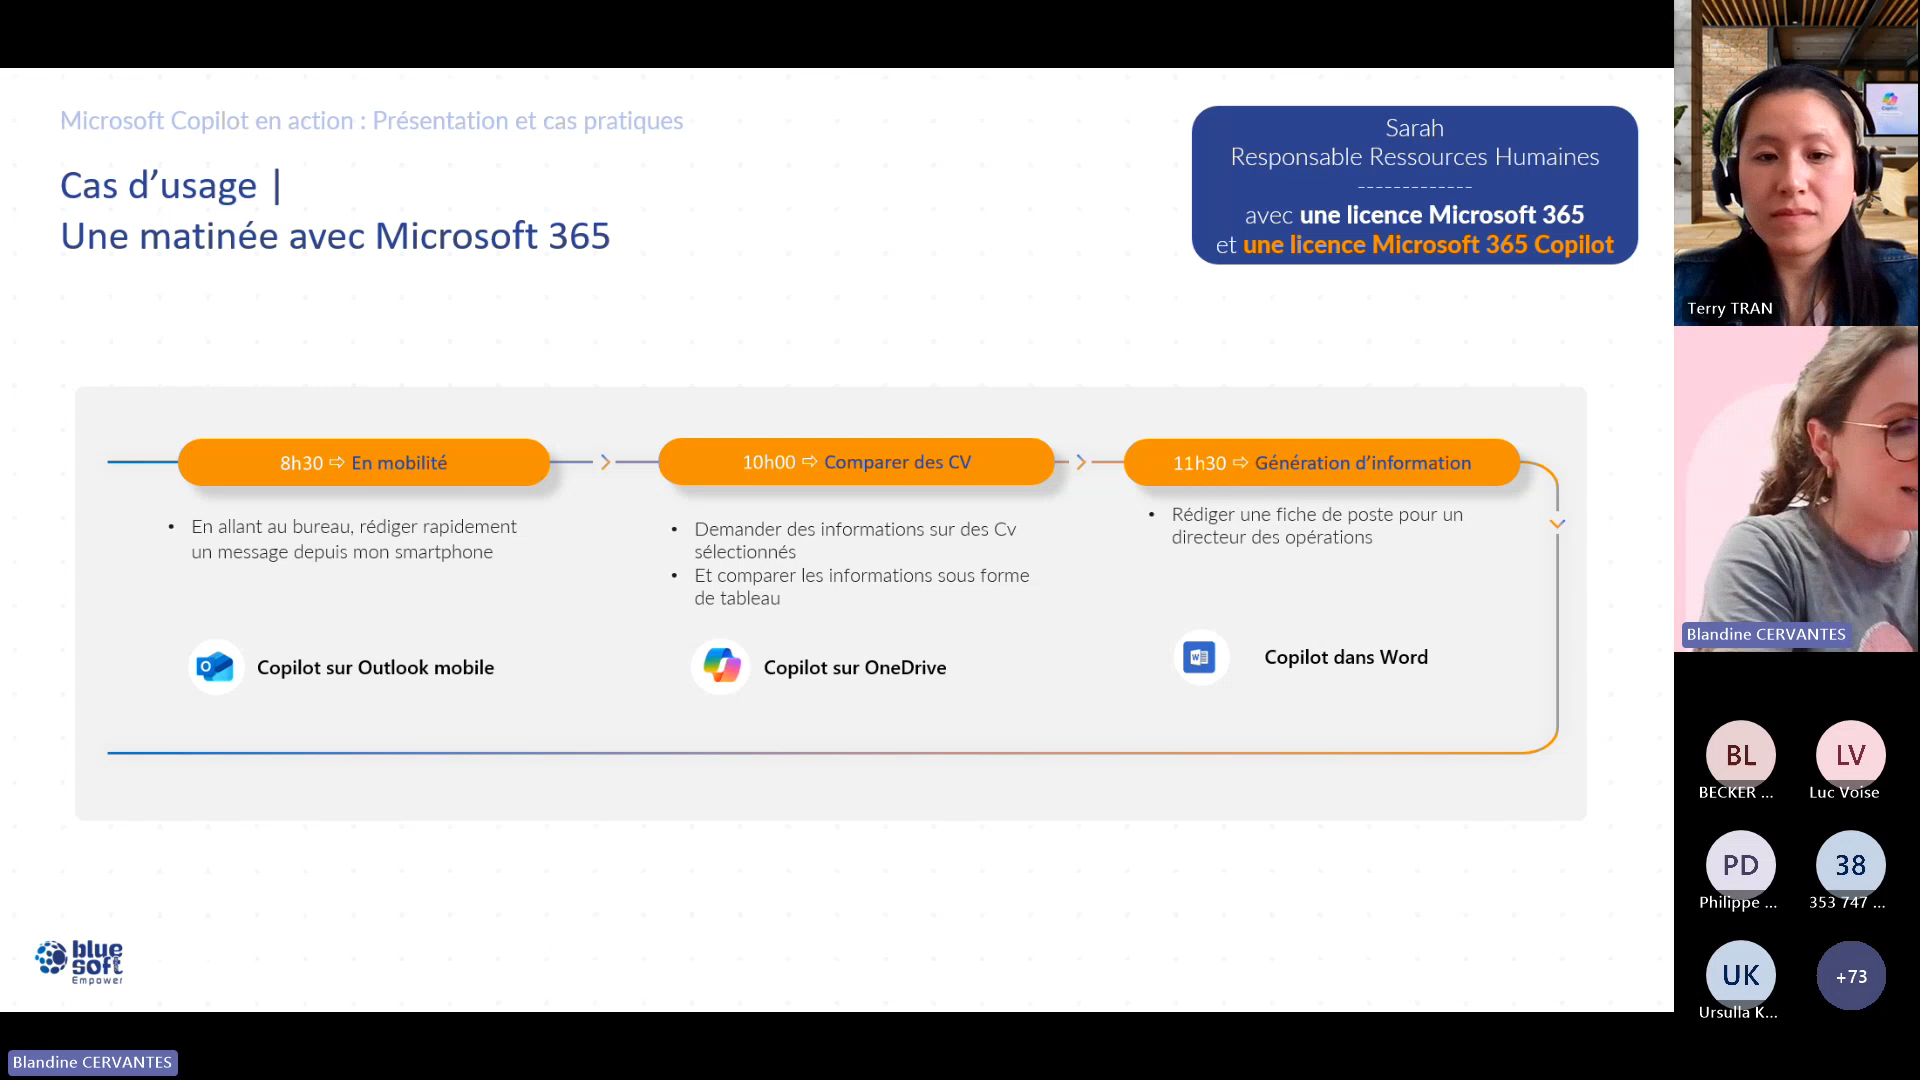 Microsoft Copilot en action : Présentation et cas pratiques
Cas d’usage |
Une matinée avec Microsoft 365
Sarah
Responsable Ressources Humaines
-------------
avec une licence Microsoft 365
et une licence Microsoft 365 Copilot
8h30 ⇨ En mobilité
• En allant au bureau, rédiger rapidement
un message depuis mon smartphone
Copilot sur Outlook mobile
10h00 ⇨ Comparer des CV
• Demander des informations sur des Cv
sélectionnés
• Et comparer les informations sous forme
de tableau
Copilot sur OneDrive
11h30 ⇨ Génération d’information
• Rédiger une fiche de poste pour un
directeur des opérations
Copilot dans Word
blue
soft
Empower
Terry TRAN
Blandine CERVANTES
BL
BECKER ...
LV
Luc Voise
PD
Philippe ...
38
353 747 ...
UK
Ursulla K...
+73
Blandine CERVANTES